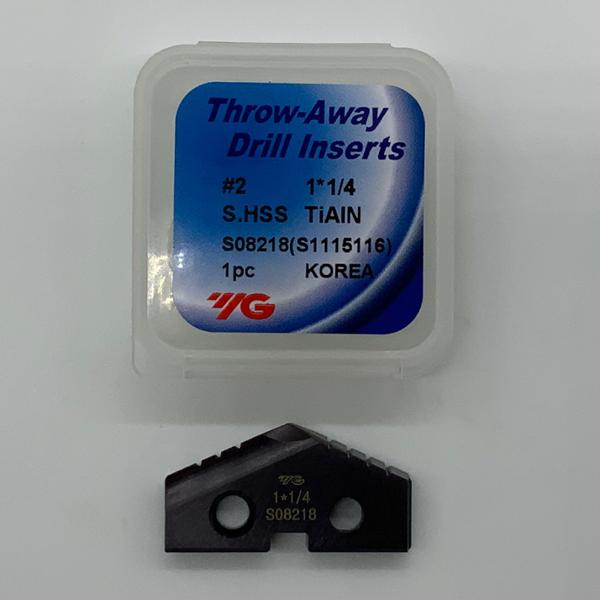 Throw-Away
Drill Inserts
#2 1*1/4
S.HSS TiAlN
S08218(S1115116)
1pc KOREA
YG
YG
1*1/4
S08218